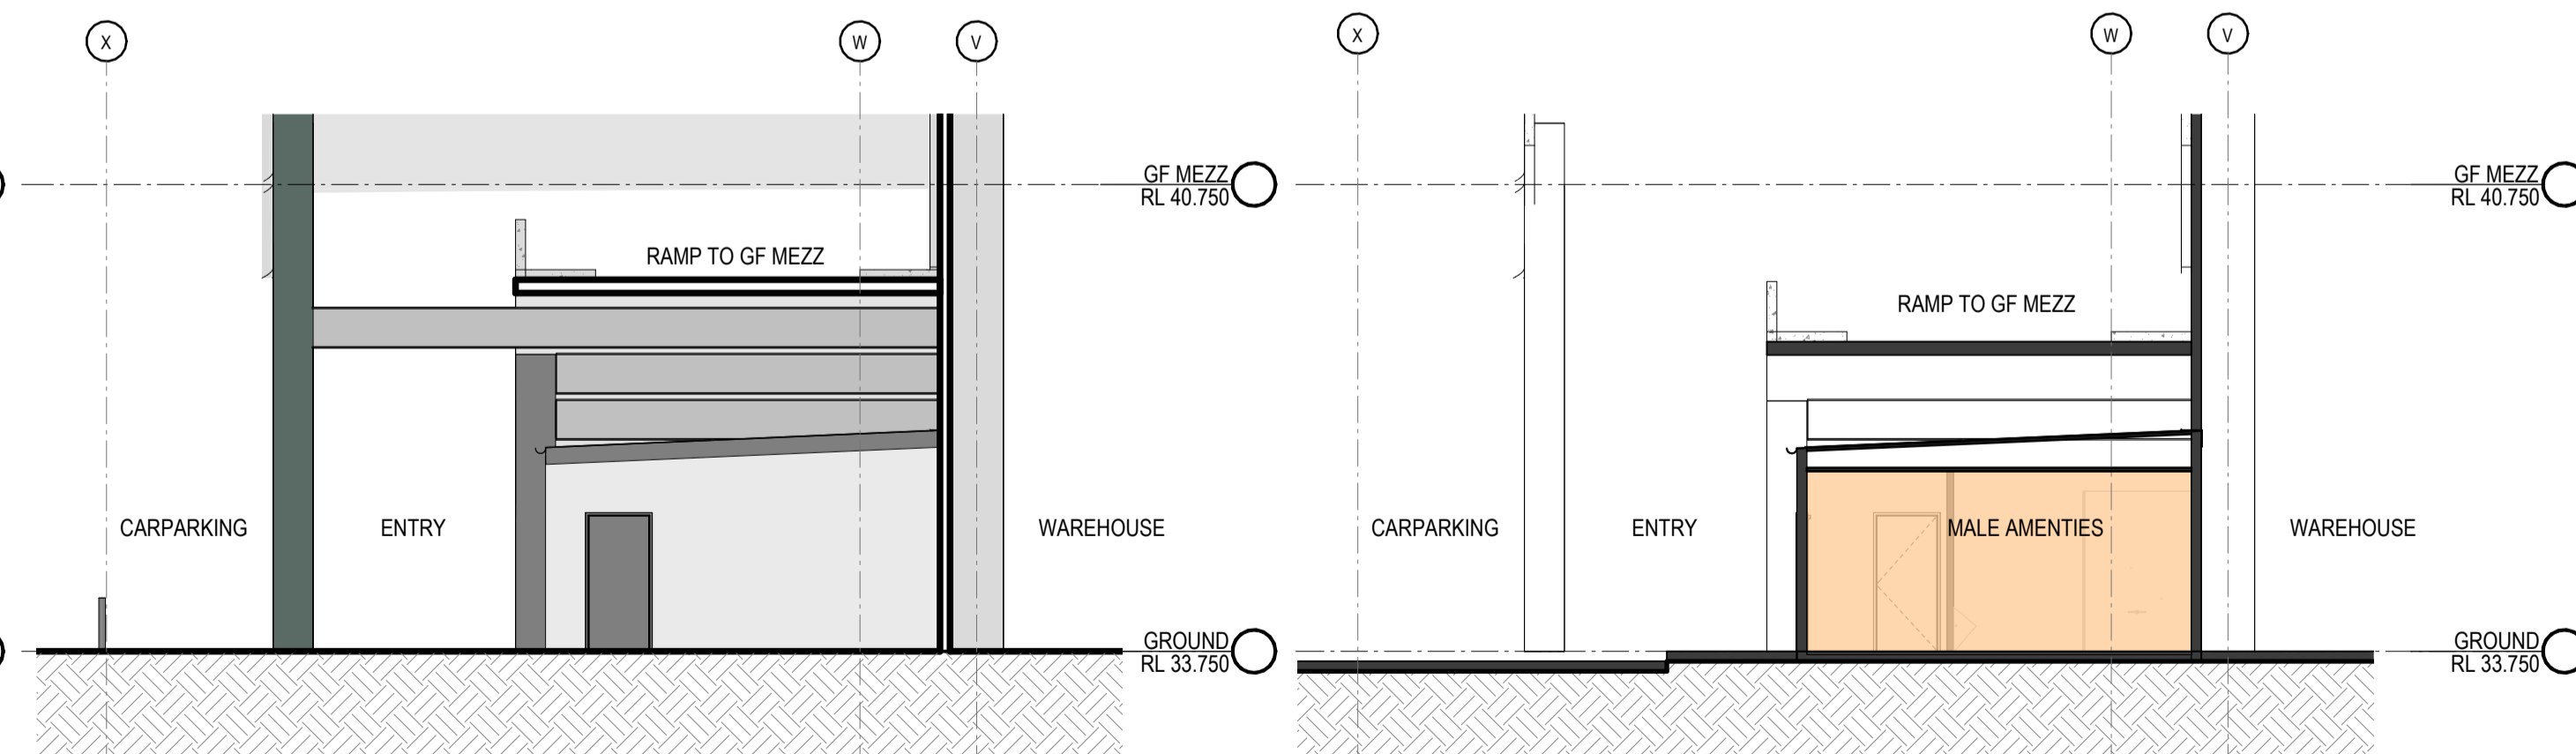 X
W
V
X
W
V
GF MEZZ
RL 40.750
GF MEZZ
RL 40.750
RAMP TO GF MEZZ
RAMP TO GF MEZZ
CARPARKING
ENTRY
WAREHOUSE
CARPARKING
ENTRY
MALE AMENTIES
WAREHOUSE
GROUND
RL 33.750
GROUND
RL 33.750